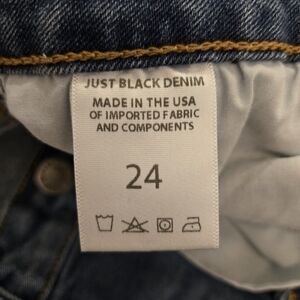 JUST BLACK DENIM
MADE IN THE USA
OF IMPORTED FABRIC
AND COMPONENTS
24